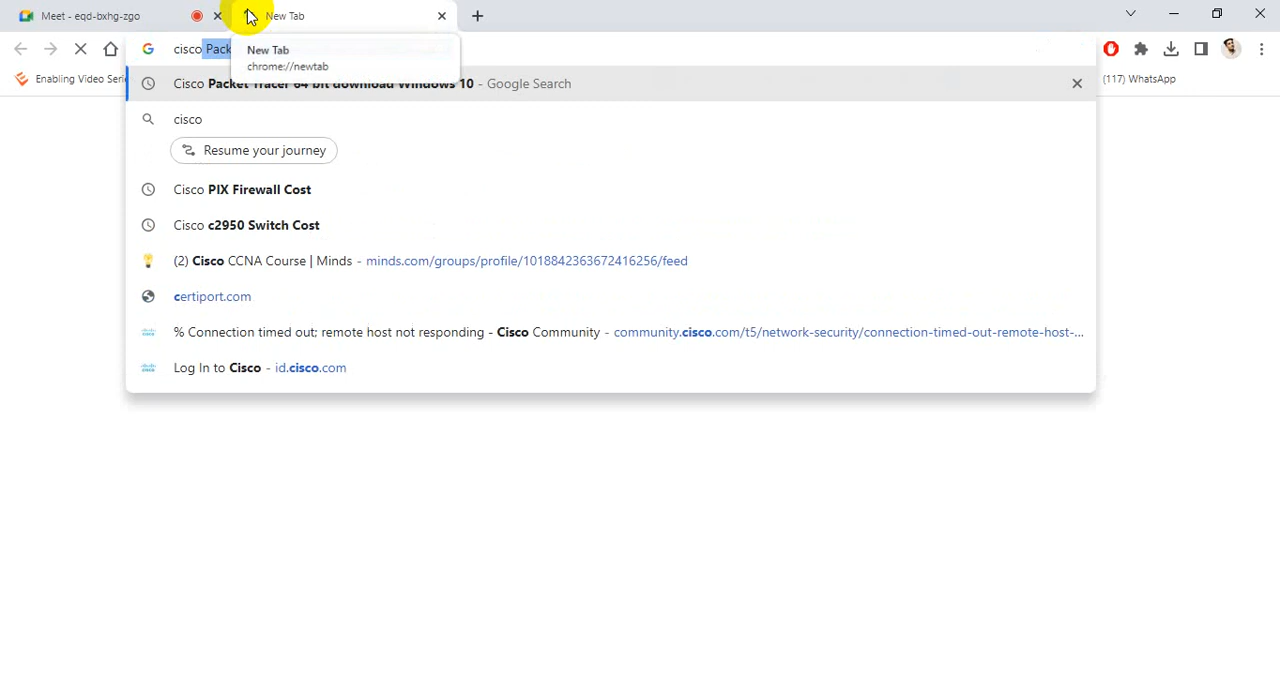 Meet - eqd-bxhg-zgo
New Tab
cisco Pack
New Tab
chrome://newtab
Enabling Video Serie
(117) WhatsApp
Cisco Packet Tracer 64 bit download Windows 10 - Google Search
cisco
Resume your journey
Cisco PIX Firewall Cost
Cisco c2950 Switch Cost
(2) Cisco CCNA Course | Minds - minds.com/groups/profile/1018842363672416256/feed
certiport.com
% Connection timed out; remote host not responding - Cisco Community - community.cisco.com/t5/network-security/connection-timed-out-remote-host-...
Log In to Cisco - id.cisco.com